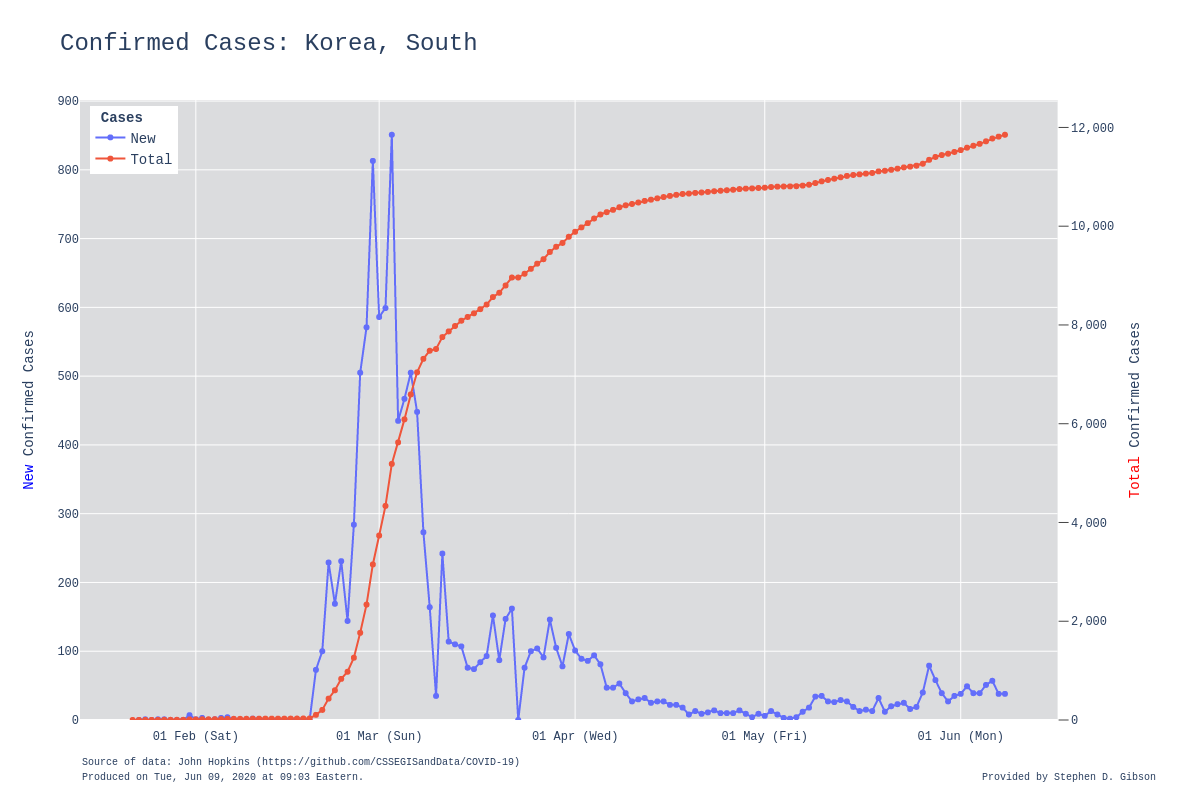 Confirmed Cases: Korea, South
Cases
New
Total
900
800
700
600
500
400
300
200
100
0
12,000
10,000
8,000
6,000
4,000
2,000
0
New Confirmed Cases
Total Confirmed Cases
01 Feb (Sat)
01 Mar (Sun)
01 Apr (Wed)
01 May (Fri)
01 Jun (Mon)
Source of data: John Hopkins (https://github.com/CSSEGISandData/COVID-19)
Produced on Tue, Jun 09, 2020 at 09:03 Eastern.
Provided by Stephen D. Gibson